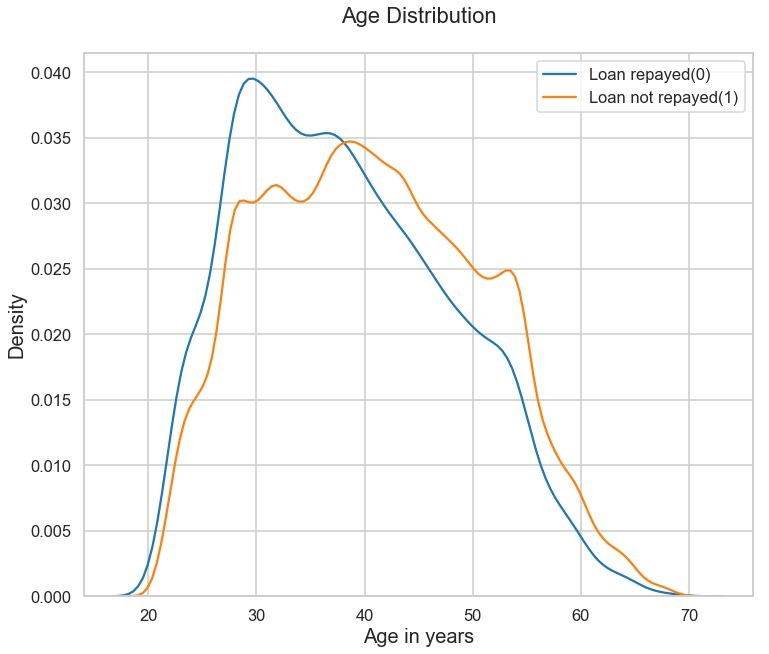 Age Distribution
Loan repayed(0)
Loan not repayed(1)
0.040
0.035
0.030
0.025
0.020
0.015
0.010
0.005
0.000
Density
20 30 40 50 60 70
Age in years